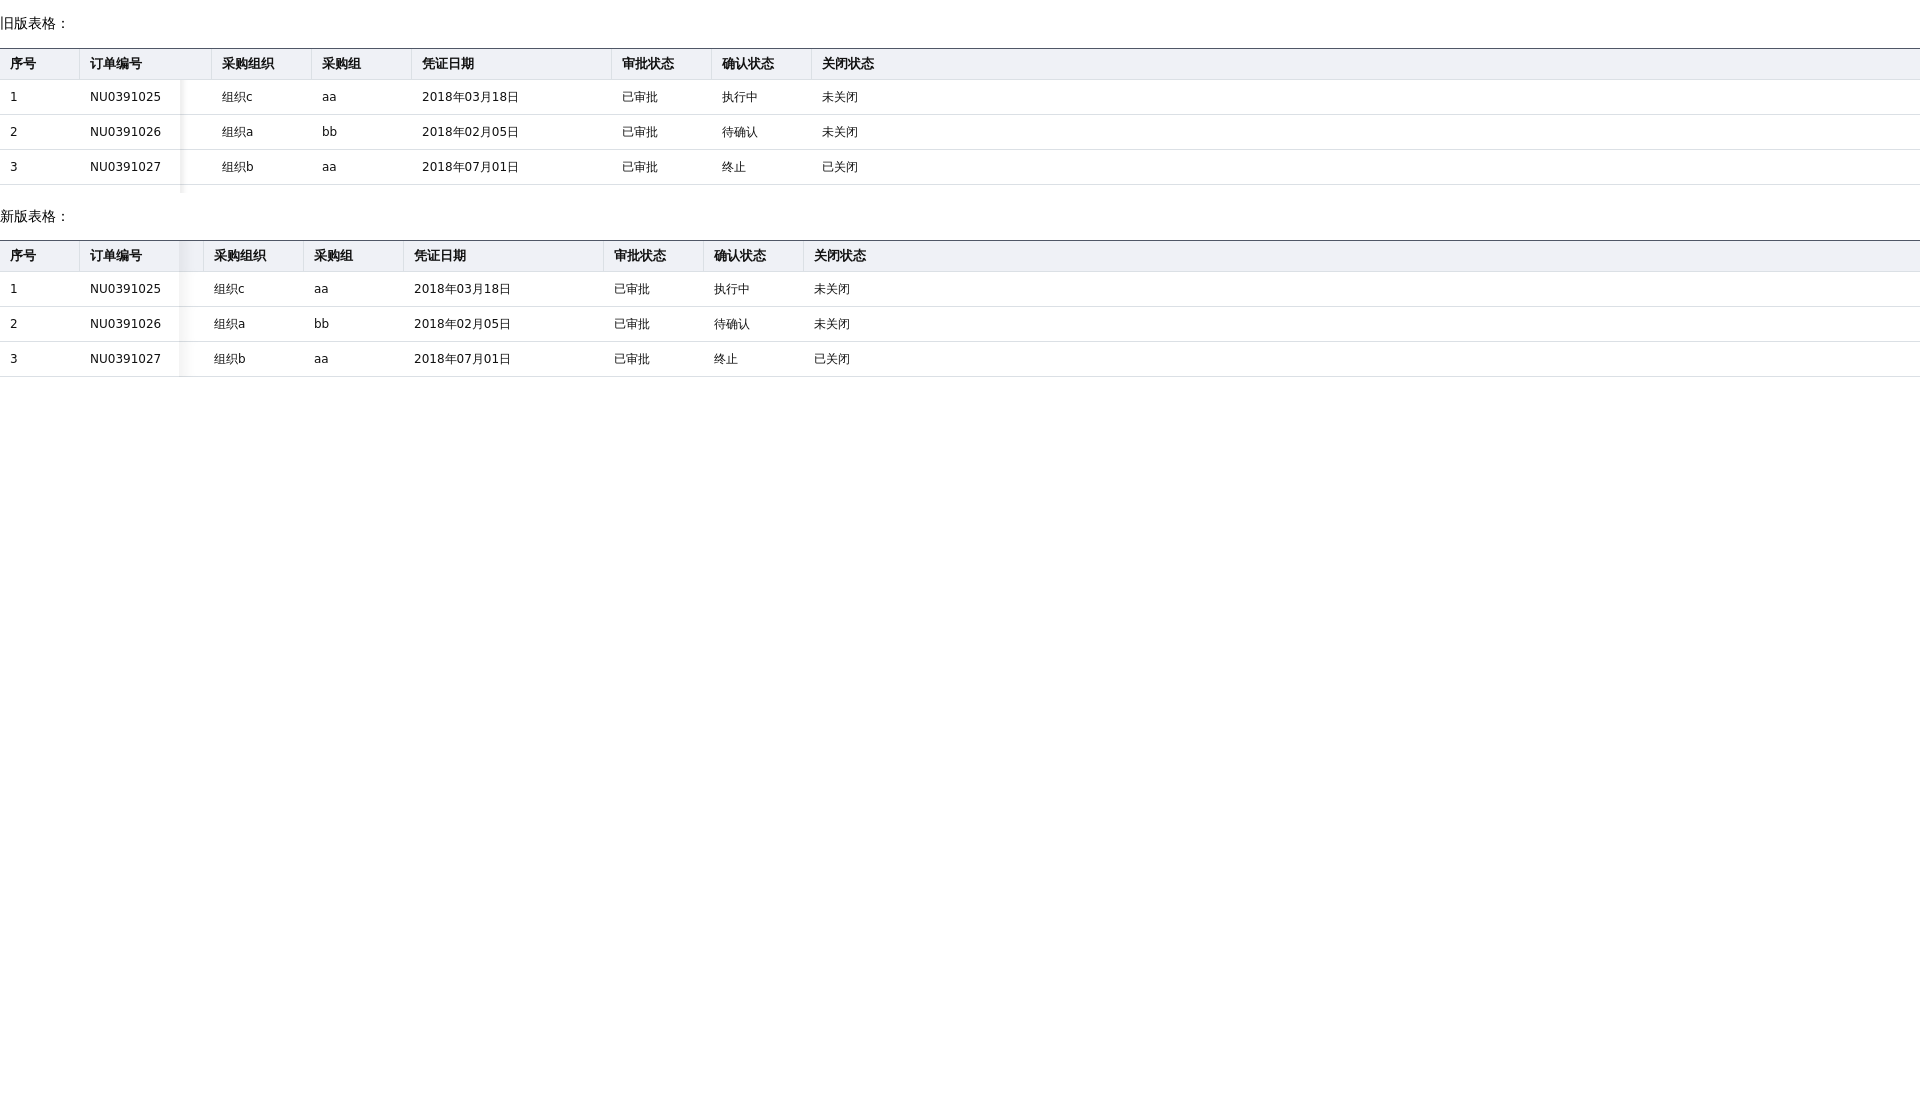 旧版表格：
序号 订单编号 采购组织 采购组 凭证日期 审批状态 确认状态 关闭状态
1 NU0391025 组织c aa 2018年03月18日 已审批 执行中 未关闭
2 NU0391026 组织a bb 2018年02月05日 已审批 待确认 未关闭
3 NU0391027 组织b aa 2018年07月01日 已审批 终止 已关闭
新版表格：
序号 订单编号 采购组织 采购组 凭证日期 审批状态 确认状态 关闭状态
1 NU0391025 组织c aa 2018年03月18日 已审批 执行中 未关闭
2 NU0391026 组织a bb 2018年02月05日 已审批 待确认 未关闭
3 NU0391027 组织b aa 2018年07月01日 已审批 终止 已关闭